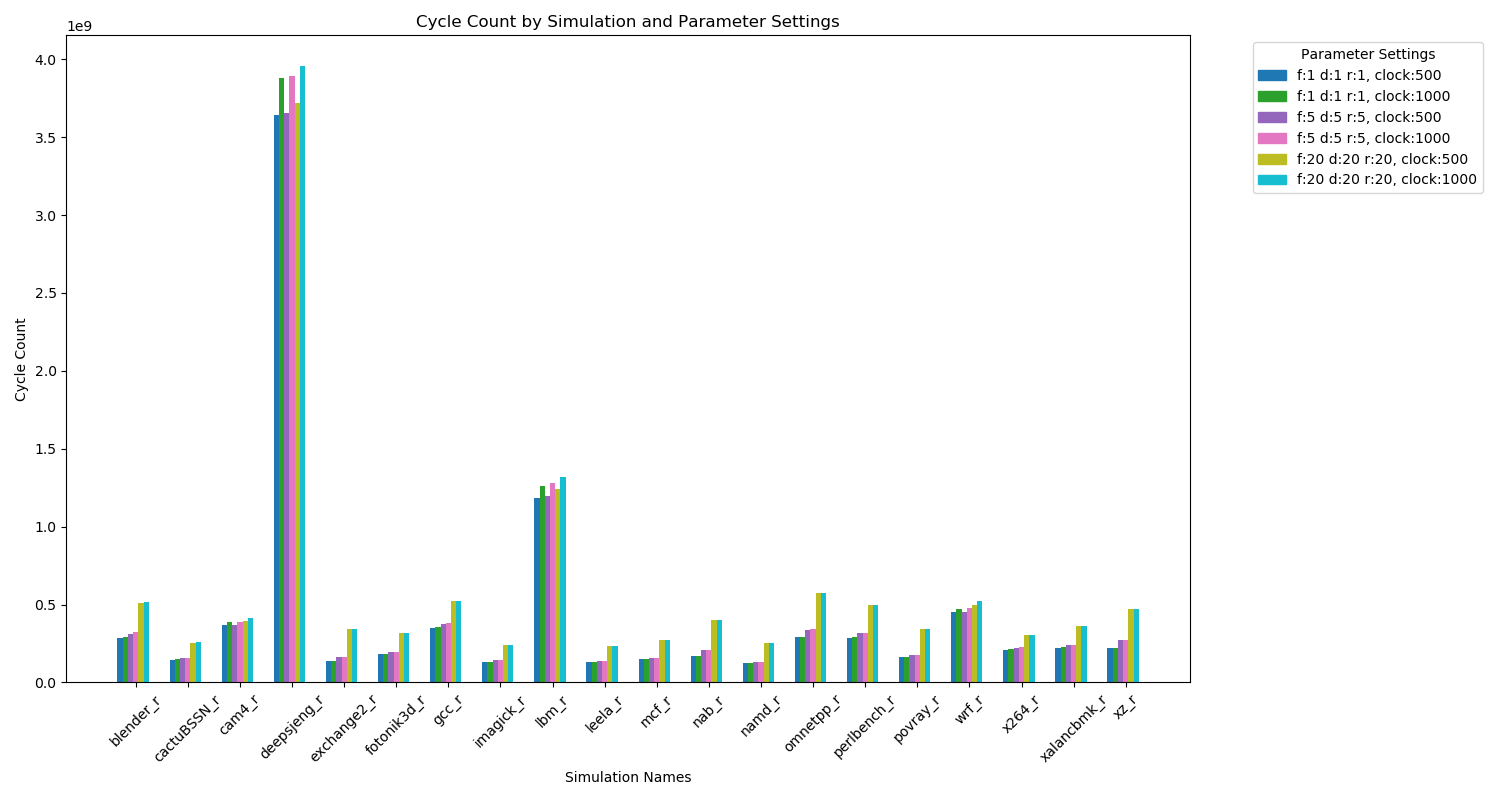 Cycle Count by Simulation and Parameter Settings
1e9
4.0
3.5
3.0
2.5
2.0
1.5
1.0
0.5
0.0
Cycle Count
blender_r
cactuBSSN_r
cam4_r
deepsjeng_r
exchange2_r
fotonik3d_r
gcc_r
imagick_r
lbm_r
leela_r
mcf_r
nab_r
namd_r
omnetpp_r
perlbench_r
povray_r
wrf_r
x264_r
xalancbmk_r
xz_r
Simulation Names
Parameter Settings
f:1 d:1 r:1, clock:500
f:1 d:1 r:1, clock:1000
f:5 d:5 r:5, clock:500
f:5 d:5 r:5, clock:1000
f:20 d:20 r:20, clock:500
f:20 d:20 r:20, clock:1000